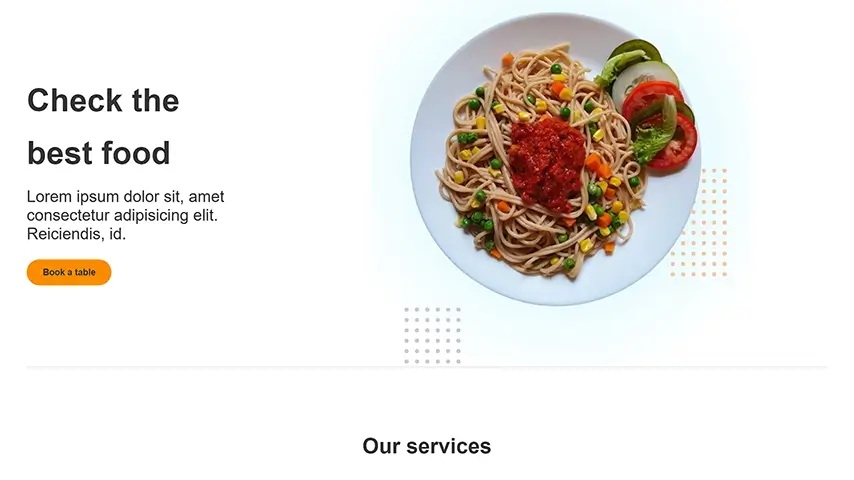 Check the
best food
Lorem ipsum dolor sit, amet
consectetur adipisicing elit.
Reiciendis, id.
Book a table
Our services